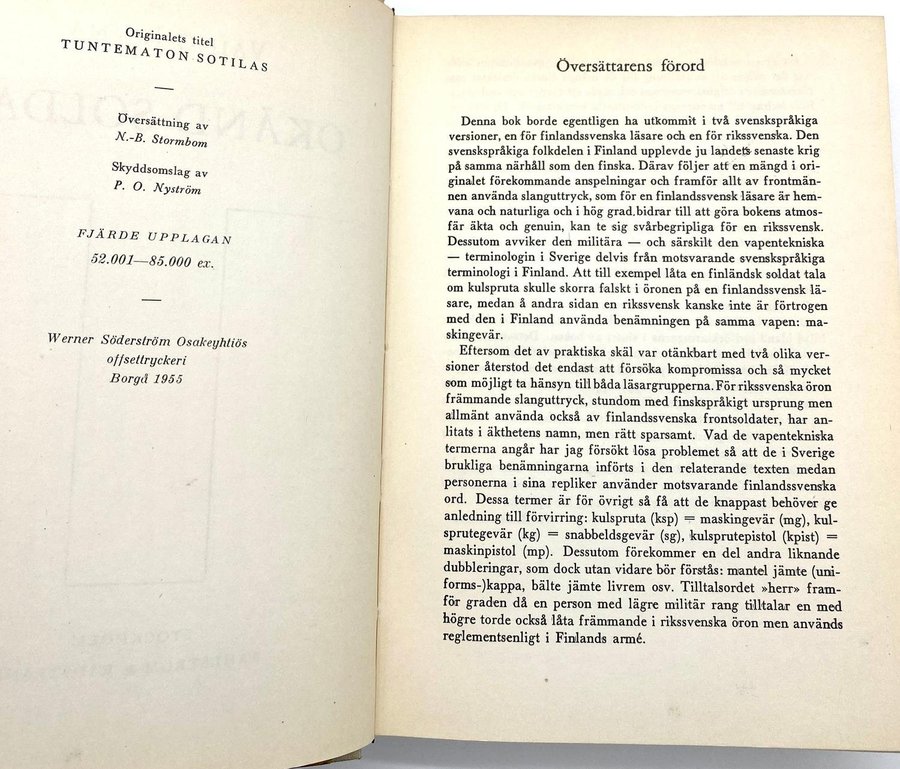 Originalets titel
TUNTEMATON SOTILAS
—
Översättning av
N.-B. Stormbom
Skyddsomslag av
P. O. Nyström
FJÄRDE UPPLAGAN
52.001—85.000 ex.
—
Werner Söderström Osakeyhtiös
offsettryckeri
Borgå 1955
Översättarens förord
Denna bok borde egentligen ha utkommit i två svenskspråkiga
versioner, en för finlandssvenska läsare och en för rikssvenska. Den
svenskspråkiga folkdelen i Finland upplevde ju landets senaste krig
på samma närhåll som den finska. Därav följer att en mängd i ori-
ginalet förekommande anspelningar och framför allt av frontmän-
nen använda slanguttryck, som för en finlandssvensk läsare är hem-
vana och naturliga och i hög grad bidrar till att göra bokens atmos-
fär äkta och genuin, kan te sig svårbegripliga för en rikssvensk.
Dessutom avviker den militära — och särskilt den vapentekniska
— terminologin i Sverige delvis från motsvarande svenskspråkiga
terminologi i Finland. Att till exempel låta en finländsk soldat tala
om kulspruta skulle skorra falskt i öronen på en finlandssvensk lä-
sare, medan å andra sidan en rikssvensk kanske inte är förtrogen
med den i Finland använda benämningen på samma vapen: ma-
skingevär.
Eftersom det av praktiska skäl var otänkbart med två olika ver-
sioner återstod det endast att försöka kompromissa och så mycket
som möjligt ta hänsyn till båda läsargrupperna. För rikssvenska öron
främmande slanguttryck, stundom med finskspråkigt ursprung men
allmänt använda också av finlandssvenska frontsoldater, har an-
litats i äkthetens namn, men rätt sparsamt. Vad de vapentekniska
termerna angår har jag försökt lösa problemet så att de i Sverige
brukliga benämningarna införts i den relaterande texten medan
personerna i sina repliker använder motsvarande finlandssvenska
ord. Dessa termer är för övrigt så få att de knappast behöver ge
anledning till förvirring: kulspruta (ksp) = maskingevär (mg), kul-
sprutegevär (kg) = snabbeldsgevär (sg), kulsprutepistol (kpist) =
maskinpistol (mp). Dessutom förekommer en del andra liknande
dubbleringar, som dock utan vidare bör förstås: mantel jämte (uni-
forms-)kappa, bälte jämte livrem osv. Tilltalsordet »herr» fram-
för graden då en person med lägre militär rang tilltalar en med
högre torde också låta främmande i rikssvenska öron men används
reglementsenligt i Finlands armé.